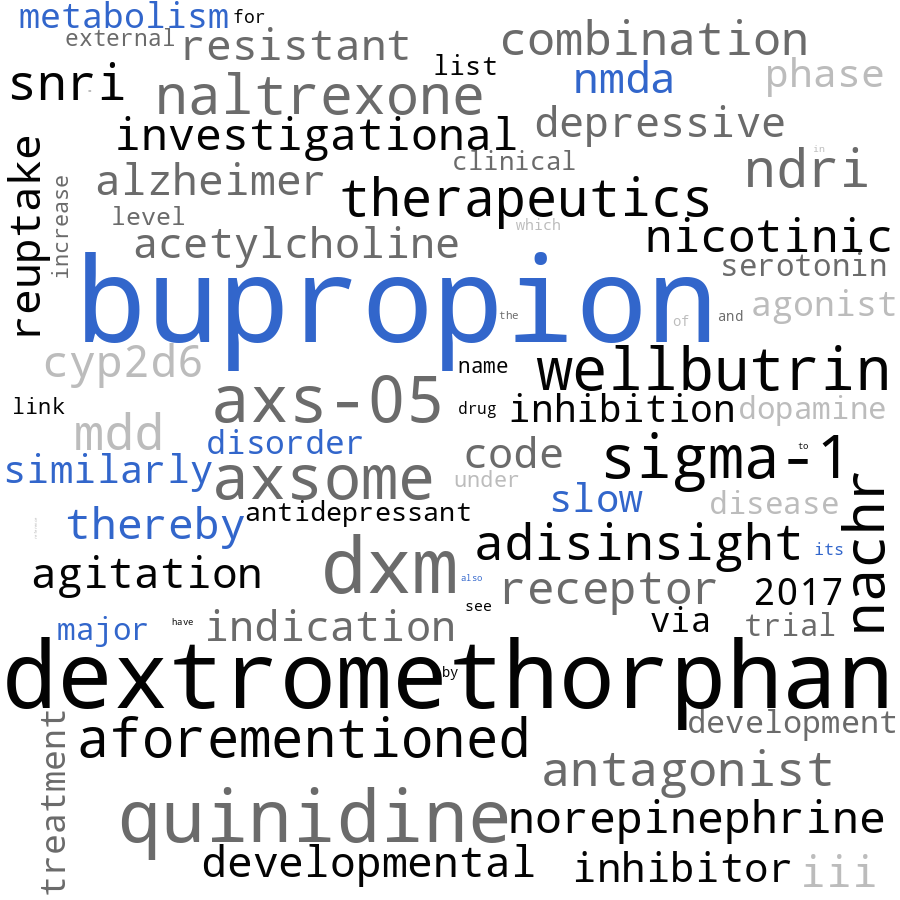 metabolism
for
external
resistant
combination
list
snri
naltrexone
nmda
phase
investigational
depressive
reuptake
increase
alzheimer
clinical
in
ndri
therapeutics
level
which
acetylcholine
nicotinic
serotonin
bupropion
the
of
and
agonist
cyp2d6
name
wellbutrin
link
axs-05
drug
inhibition
dopamine
mdd
disorder
code
sigma-1
to
similarly
axsome
under
slow
disease
nachr
thereby
antidepressant
adisinsight
its
agitation
dxm
also
receptor
2017
see
major
have
indication
via
trial
dextromethorphan
by
treatment
aforementioned
development
antagonist
quinidine
norepinephrine
developmental
inhibitor
iii